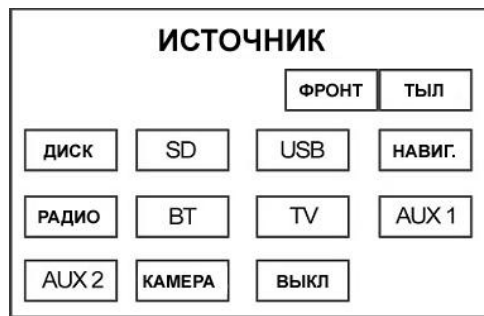 ИСТОЧНИК
ФРОНТ ТЫЛ
ДИСК SD USB НАВИГ.
РАДИО BT TV AUX 1
AUX 2 КАМЕРА ВЫКЛ